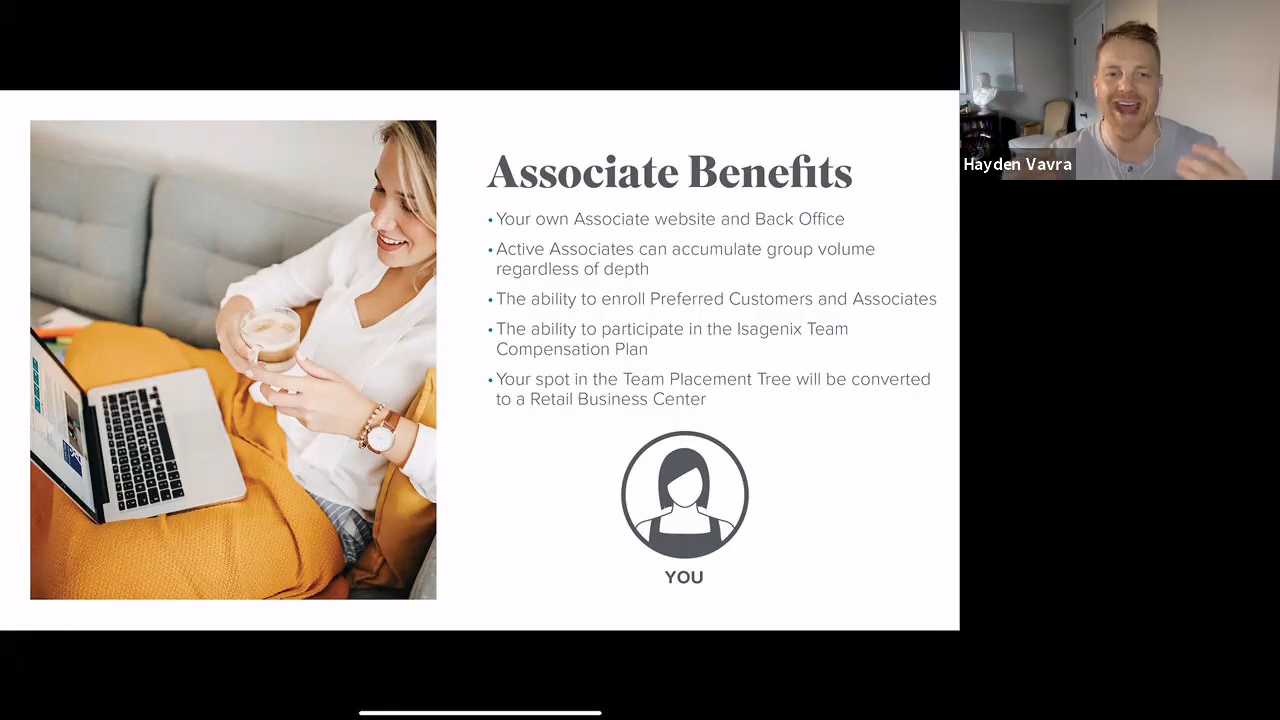 Associate Benefits
• Your own Associate website and Back Office
• Active Associates can accumulate group volume
regardless of depth
• The ability to enroll Preferred Customers and Associates
• The ability to participate in the Isagenix Team
Compensation Plan
• Your spot in the Team Placement Tree will be converted
to a Retail Business Center
YOU
Hayden Vavra